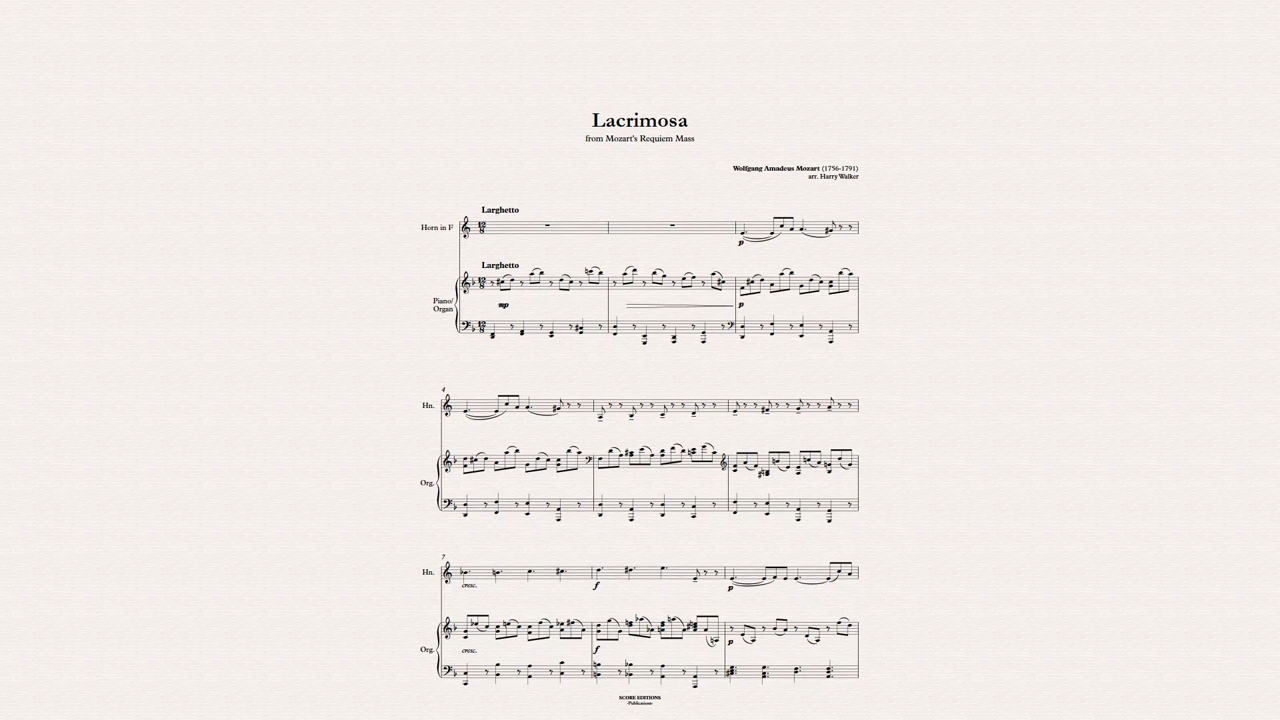 Lacrimosa
from Mozart's Requiem Mass
Wolfgang Amadeus Mozart (1756-1791)
arr. Harry Walker
Larghetto
Horn in F
p
Larghetto
Piano/
Organ
mp
p
4
Hn.
Org.
7
Hn.
cresc.
f
p
Org.
cresc.
f
p
SCORE EDITIONS
-Publications-